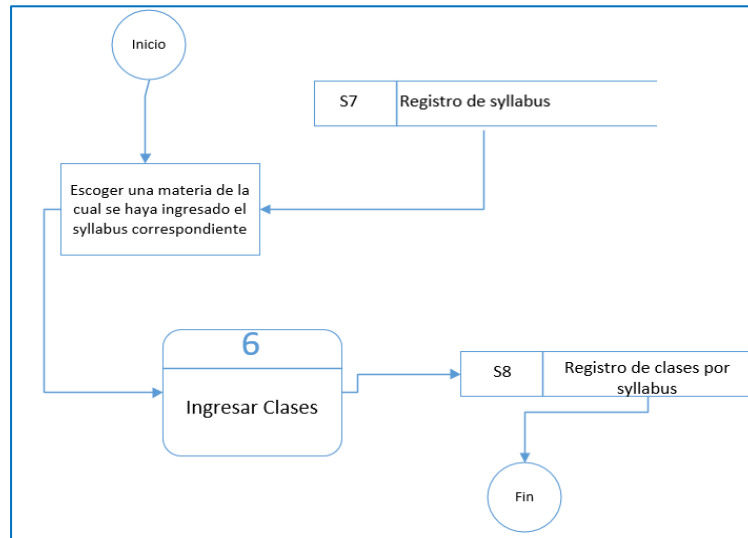 Inicio
S7
Registro de syllabus
Escoger una materia de la
cual se haya ingresado el
syllabus correspondiente
6
Ingresar Clases
S8
Registro de clases por
syllabus
Fin